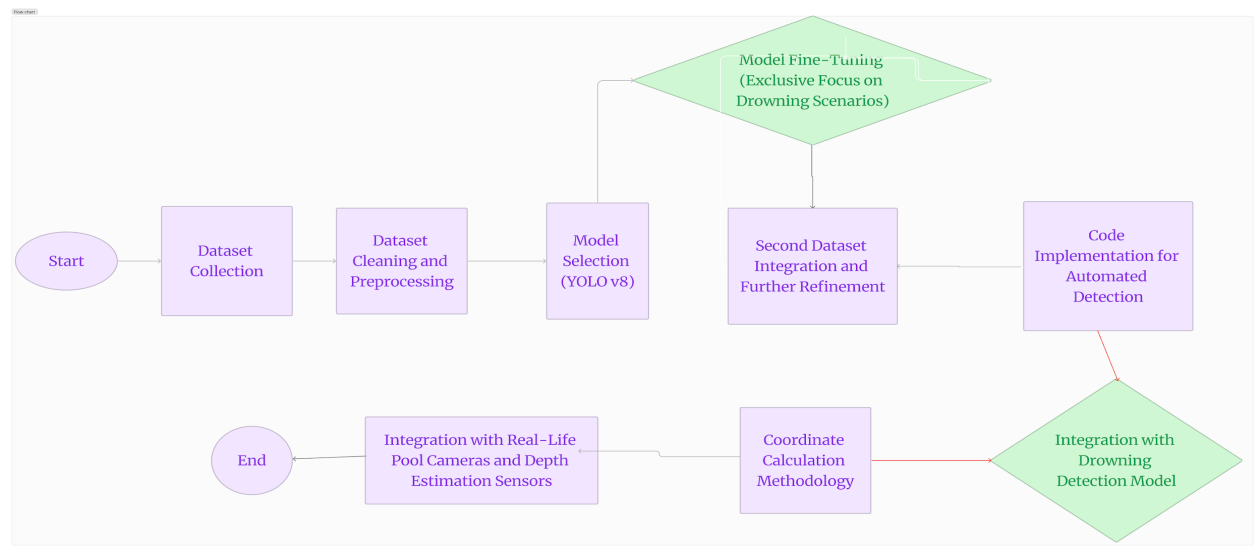 Flow chart
Model Fine-Tuning
(Exclusive Focus on
Drowning Scenarios)
Start
Dataset
Collection
Dataset
Cleaning and
Preprocessing
Model
Selection
(YOLO v8)
Second Dataset
Integration and
Further Refinement
Code
Implementation for
Automated
Detection
End
Integration with Real-Life
Pool Cameras and Depth
Estimation Sensors
Coordinate
Calculation
Methodology
Integration with
Drowning
Detection Model